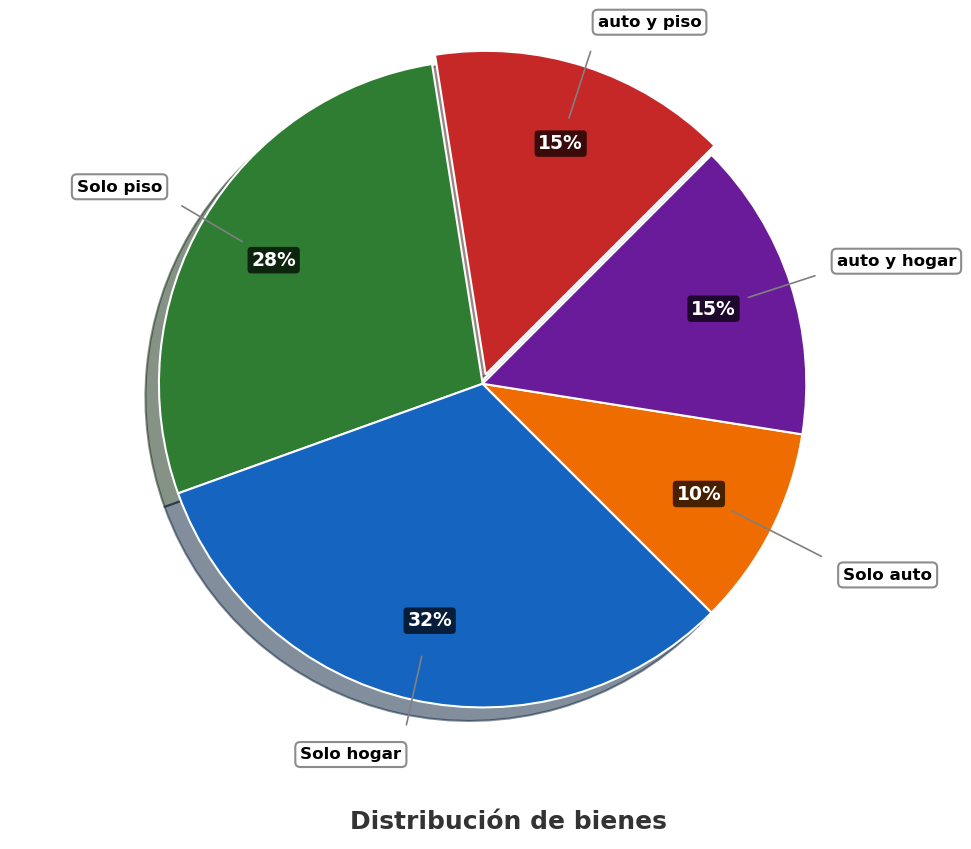 auto y piso
15%
Solo piso
28%
auto y hogar
15%
10%
Solo auto
32%
Solo hogar
Distribución de bienes